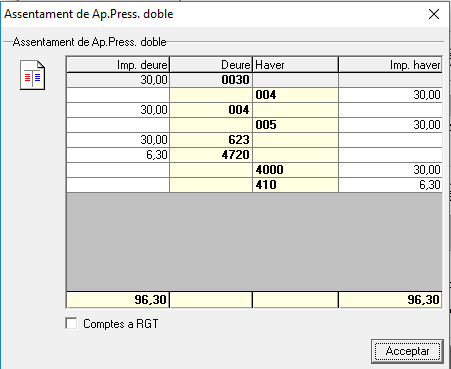 Assentament de Ap.Press. doble
Assentament de Ap.Press. doble
Imp. deure Deure Haver Imp. haver
30,00 0030
004 30,00
30,00 004
005 30,00
30,00 623
6,30 4720
4000 30,00
410 6,30
96,30 96,30
Comptes a RGT
Acceptar